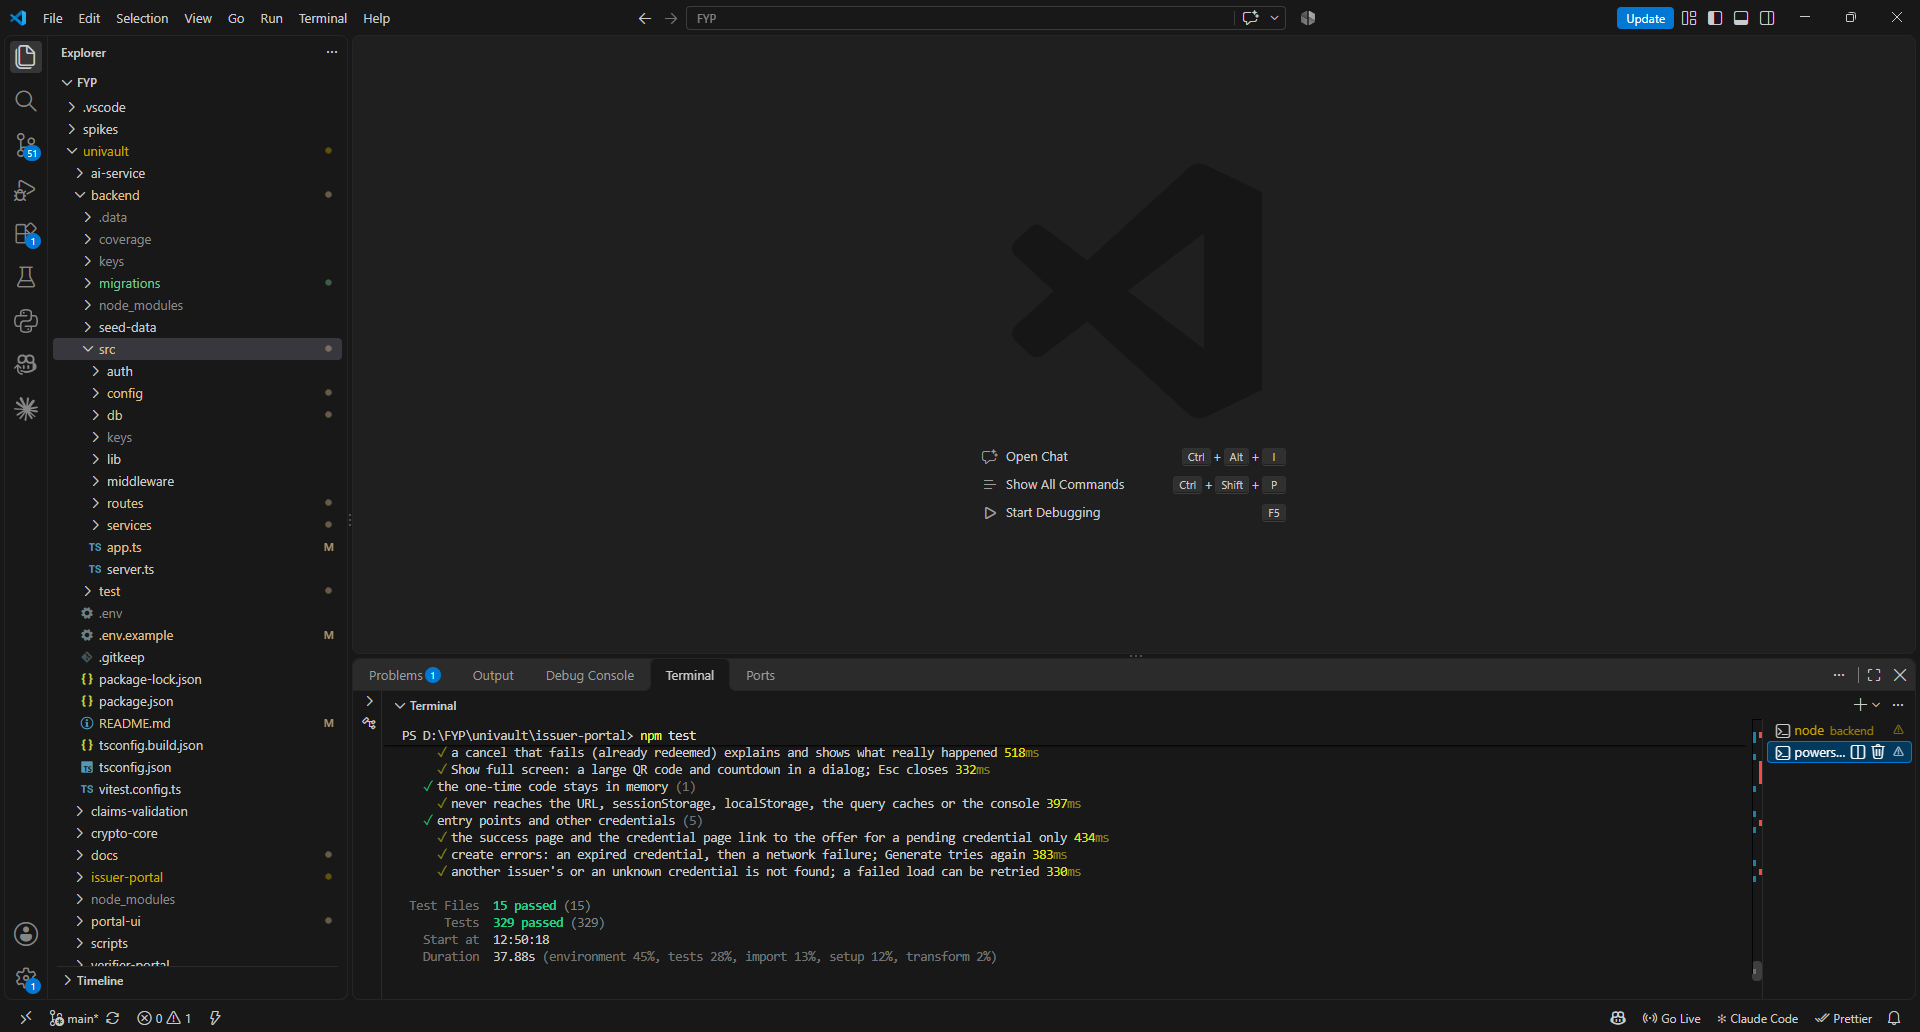 File Edit Selection View Go Run Terminal Help
FYP
Update
Explorer
FYP
.vscode
spikes
51
univault
ai-service
backend
.data
1
coverage
keys
migrations
node_modules
seed-data
src
auth
config
db
keys
lib
middleware
routes
services
TS app.ts M
TS server.ts
test
.env
.env.example M
.gitkeep
{} package-lock.json
{} package.json
README.md M
tsconfig.build.json
TS tsconfig.json
TS vitest.config.ts
claims-validation
crypto-core
docs
issuer-portal
node_modules
portal-ui
scripts
verifier-portal
1
Timeline
Open Chat Ctrl + Alt + I
Show All Commands Ctrl + Shift + P
Start Debugging F5
Problems 1 Output Debug Console Terminal Ports
Terminal
PS D:\FYP\univault\issuer-portal> npm test
✓ a cancel that fails (already redeemed) explains and shows what really happened 518ms
✓ Show full screen: a large QR code and countdown in a dialog; Esc closes 332ms
✓ the one-time code stays in memory (1)
✓ never reaches the URL, sessionStorage, localStorage, the query caches or the console 397ms
✓ entry points and other credentials (5)
✓ the success page and the credential page link to the offer for a pending credential only 434ms
✓ create errors: an expired credential, then a network failure; Generate tries again 383ms
✓ another issuer's or an unknown credential is not found; a failed load can be retried 330ms
Test Files 15 passed (15)
Tests 329 passed (329)
Start at 12:50:18
Duration 37.88s (environment 45%, tests 28%, import 13%, setup 12%, transform 2%)
node backend
powers...
main* 0 1
Go Live Claude Code Prettier